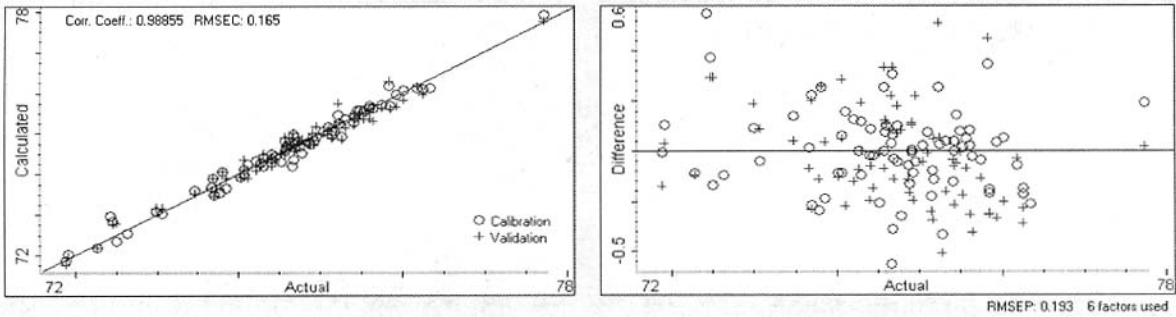 78
Corr. Coeff.: 0.98855 RMSEC: 0.165
Calculated
Calibration
Validation
72
72
Actual
78
0.6
Difference
-0.5
72
Actual
78
RMSEP: 0.193 6 factors used